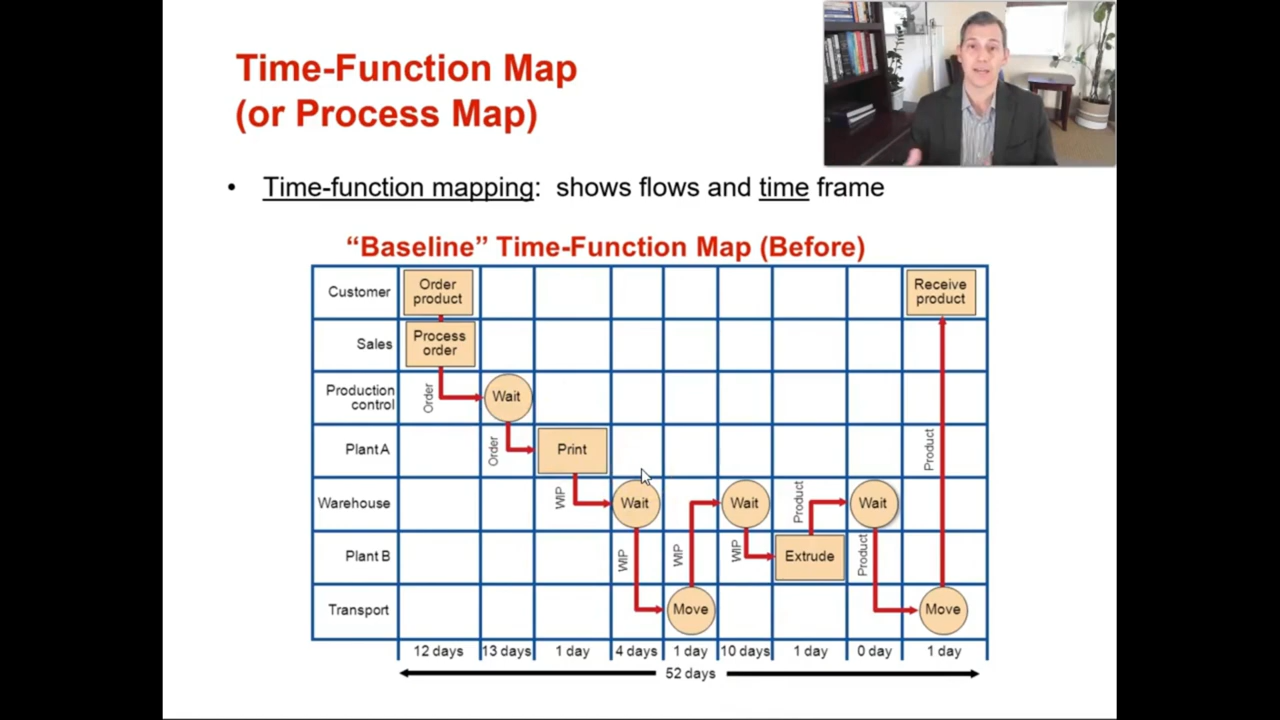 Time-Function Map
(or Process Map)
• Time-function mapping: shows flows and time frame
“Baseline” Time-Function Map (Before)
Customer
Order
product
Receive
product
Sales
Process
order
Production
control
Order
Wait
Plant A
Order
Print
Product
Warehouse
WIP
Wait
Wait
Product
Wait
Plant B
WIP
WIP
WIP
Extrude
Product
Transport
Move
Move
12 days
13 days
1 day
4 days
1 day
10 days
1 day
0 day
1 day
52 days